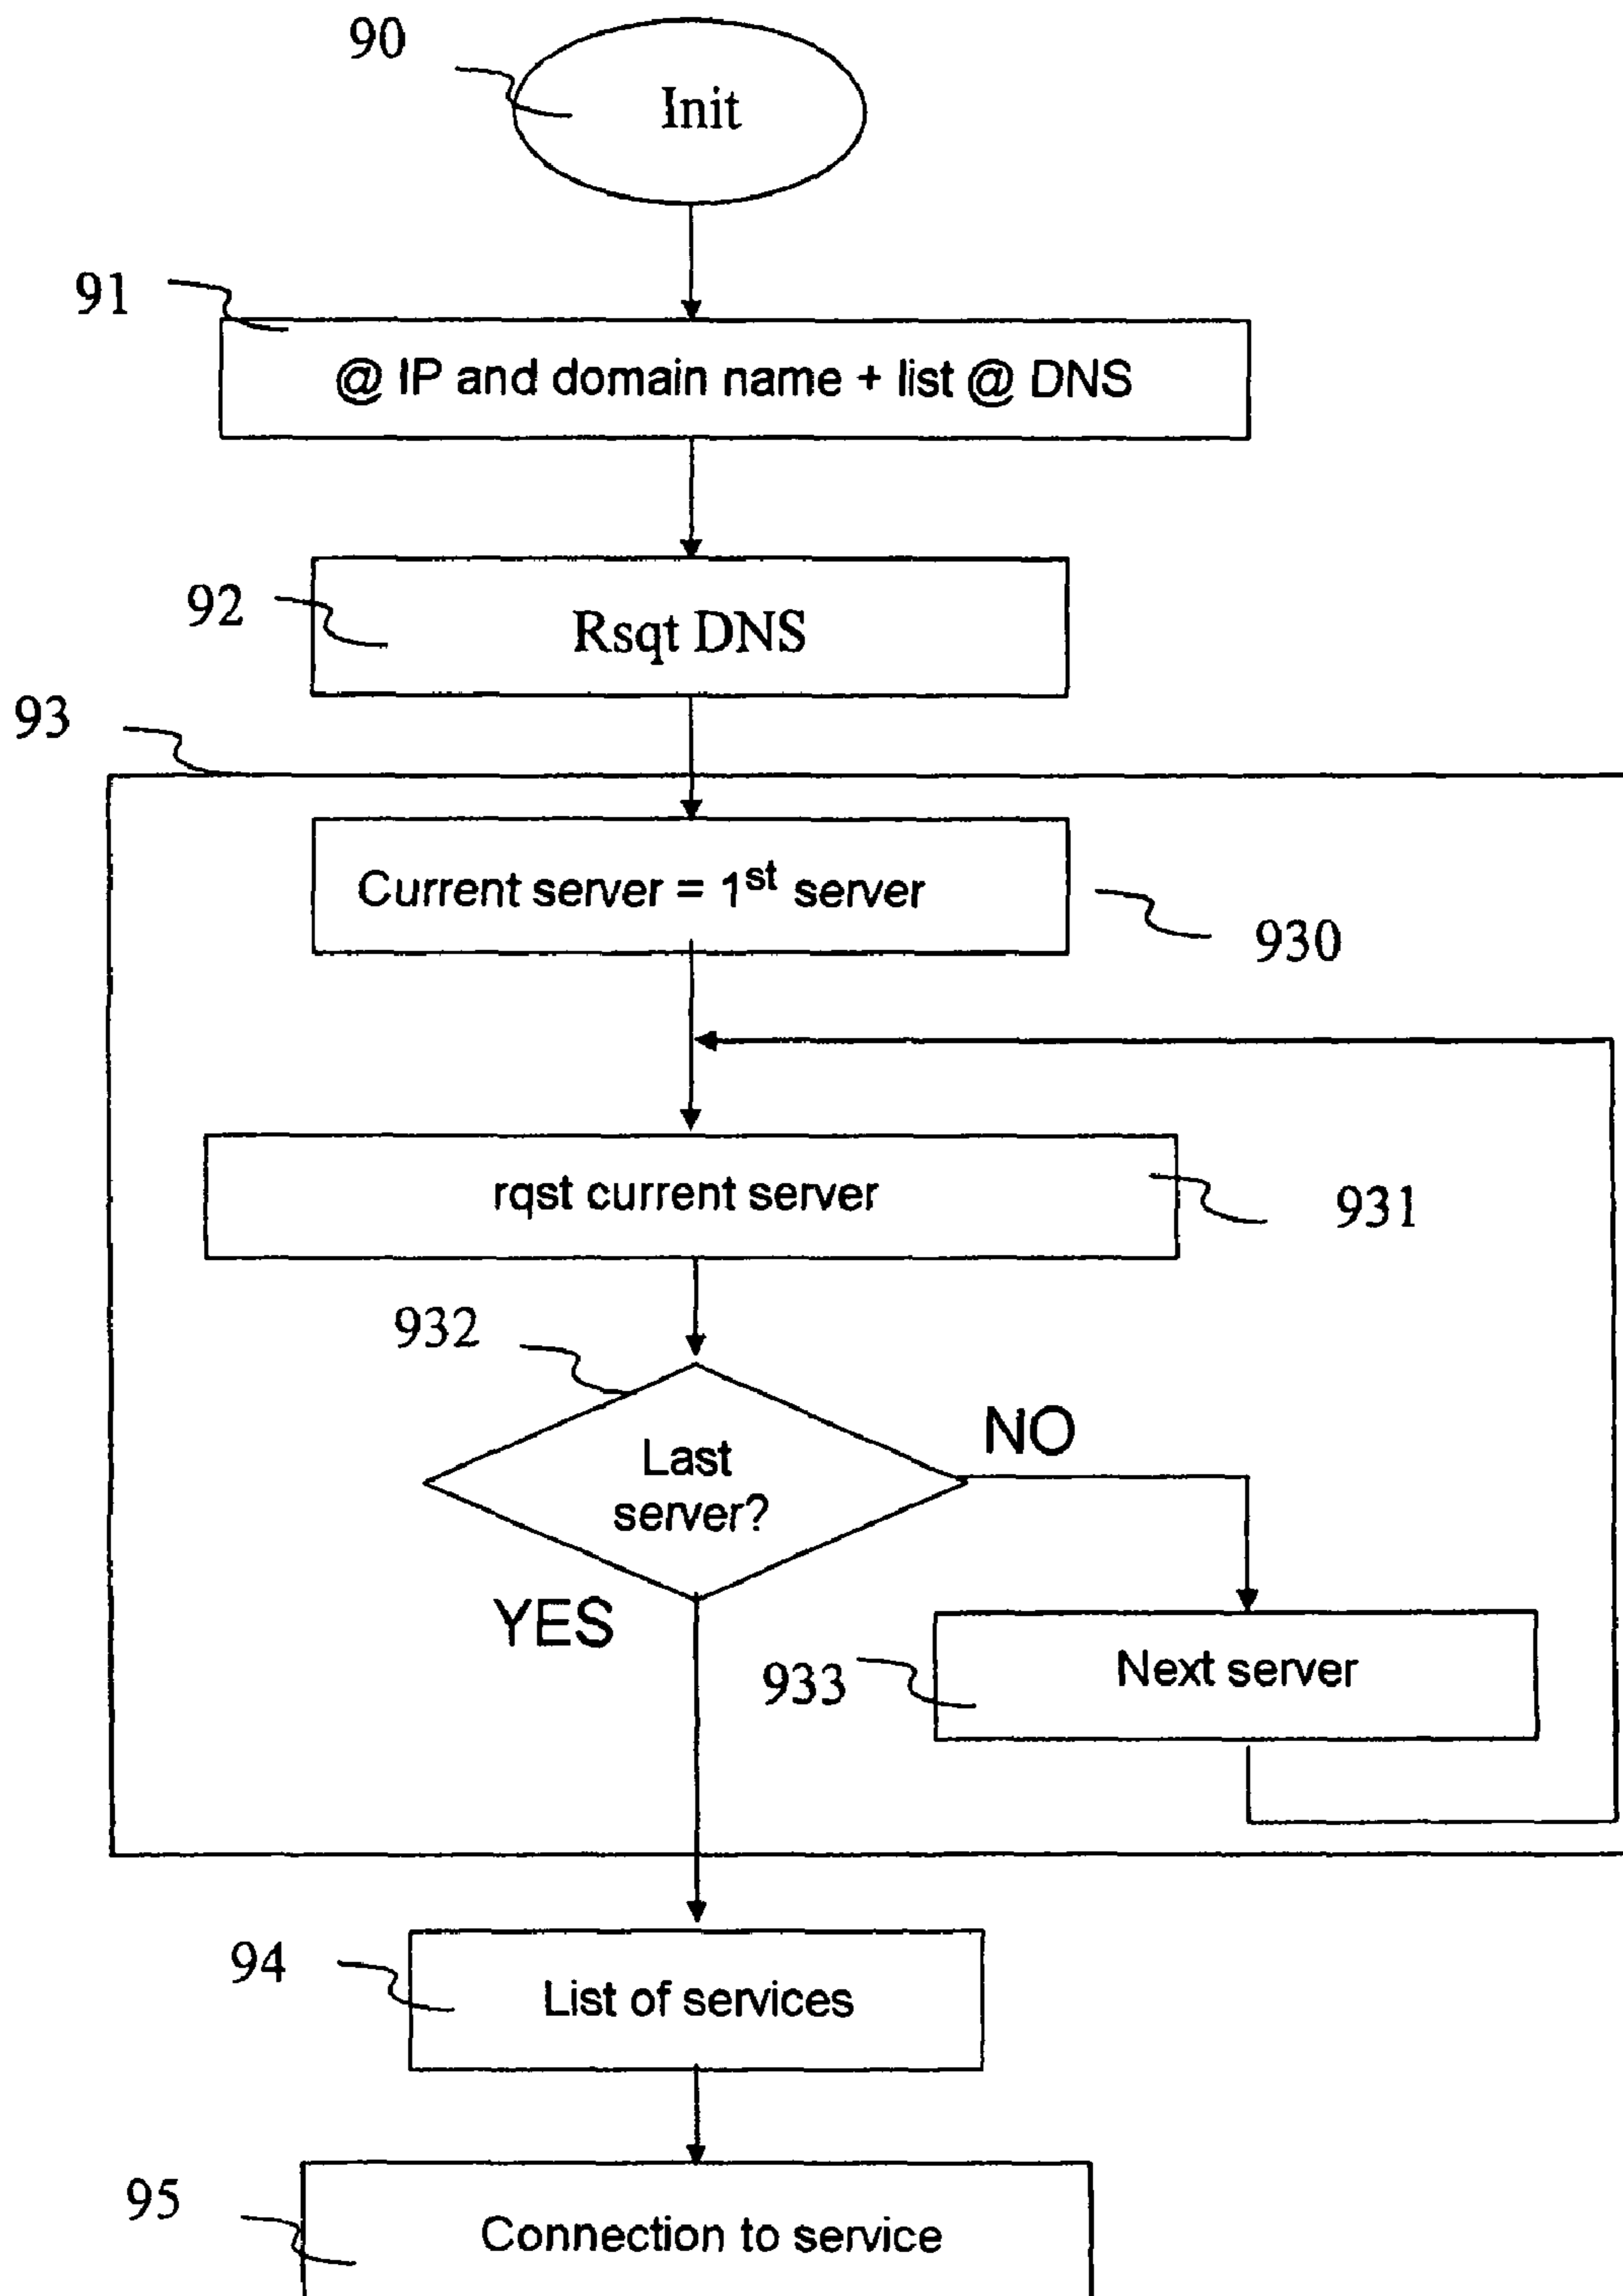 90
Init
91
@ IP and domain name + list @ DNS
92
Rsqt DNS
93
Current server = 1st server
930
rqst current server
931
932
Last
server?
NO
YES
Next server
933
94
List of services
95
Connection to service